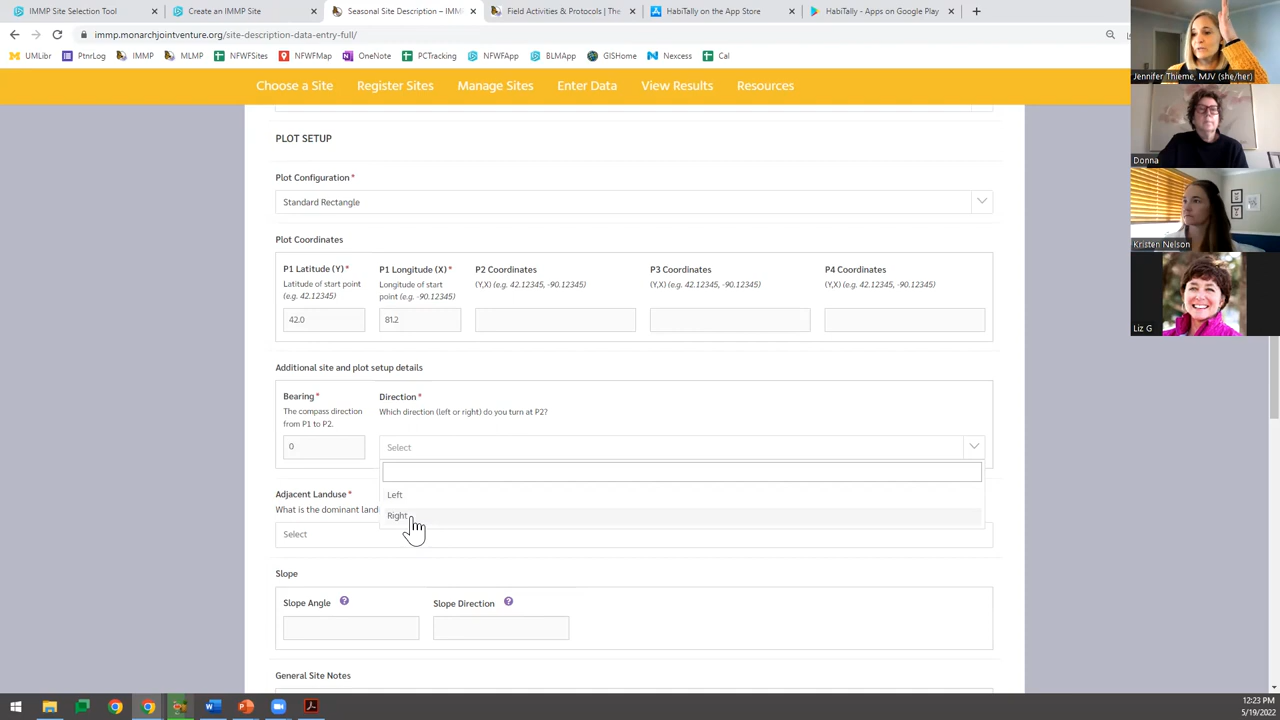 IMMP Site Selection Tool
Create an IMMP Site
Seasonal Site Description – IMM
Field Activities & Protocols | The
HabiTally on the App Store
HabiTally - Apps on Google Play
immp.monarchjointventure.org/site-description-data-entry-full/
UMLibr PtnrLog IMMP MLMP NFWFSites NFWFMap OneNote PCTracking NFWFApp BLMApp GISHome Nexcess Cal
Choose a Site Register Sites Manage Sites Enter Data View Results Resources
Jennifer Thieme, MJV (she/her)
Donna
Kristen Nelson
Liz G
PLOT SETUP
Plot Configuration *
Standard Rectangle
Plot Coordinates
P1 Latitude (Y) *
Latitude of start
point
(e.g. 42.12345)
42.0
P1 Longitude (X) *
Longitude of start
point (e.g. -90.12345)
81.2
P2 Coordinates
(Y,X) (e.g. 42.12345, -90.12345)
P3 Coordinates
(Y,X) (e.g. 42.12345, -90.12345)
P4 Coordinates
(Y,X) (e.g. 42.12345, -90.12345)
Additional site and plot setup details
Bearing *
The compass direction
from P1 to P2.
0
Direction *
Which direction (left or right) do you turn at P2?
Select
Left
Right
Adjacent Landuse *
What is the dominant land
Select
Slope
Slope Angle ?
Slope Direction ?
General Site Notes
12:23 PM
5/19/2022